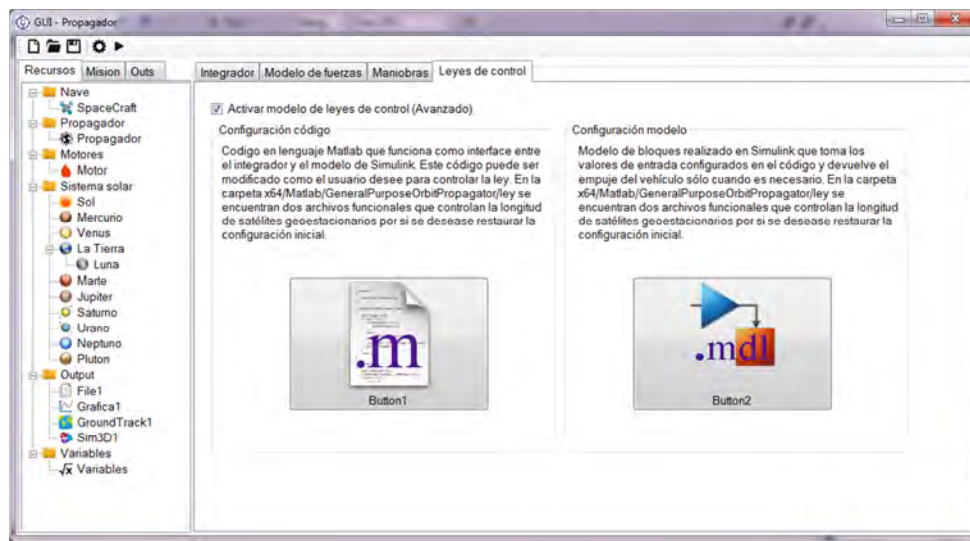 GUI - Propagador
Recursos Mision Outs
Integrador Modelo de fuerzas Maniobras Leyes de control
Nave
SpaceCraft
Propagador
Propagador
Motores
Motor
Sistema solar
Sol
Mercurio
Venus
La Tierra
Luna
Marte
Jupiter
Saturno
Urano
Neptuno
Pluton
Output
File1
Grafica1
GroundTrack1
Sim3D1
Variables
√x Variables
Activar modelo de leyes de control (Avanzado)
Configuración código
Codigo en lenguaje Matlab que funciona como interface entre
el integrador y el modelo de Simulink. Este código puede ser
modificado como el usuario desee para controlar la ley. En la
carpeta x64/Matlab/GeneralPurposeOrbitPropagator/ley se
encuentran dos archivos funcionales que controlan la longitud
de satélites geoestacionarios por si se desease restaurar la
configuración inicial.
.m
Button1
Configuración modelo
Modelo de bloques realizado en Simulink que toma los
valores de entrada configurados en el código y devuelve el
empuje del vehículo sólo cuando es necesario. En la carpeta
x64/Matlab/GeneralPurposeOrbitPropagator/ley se
encuentran dos archivos funcionales que controlan la longitud
de satélites geoestacionarios por si se desease restaurar la
configuración inicial.
.mdl
Button2